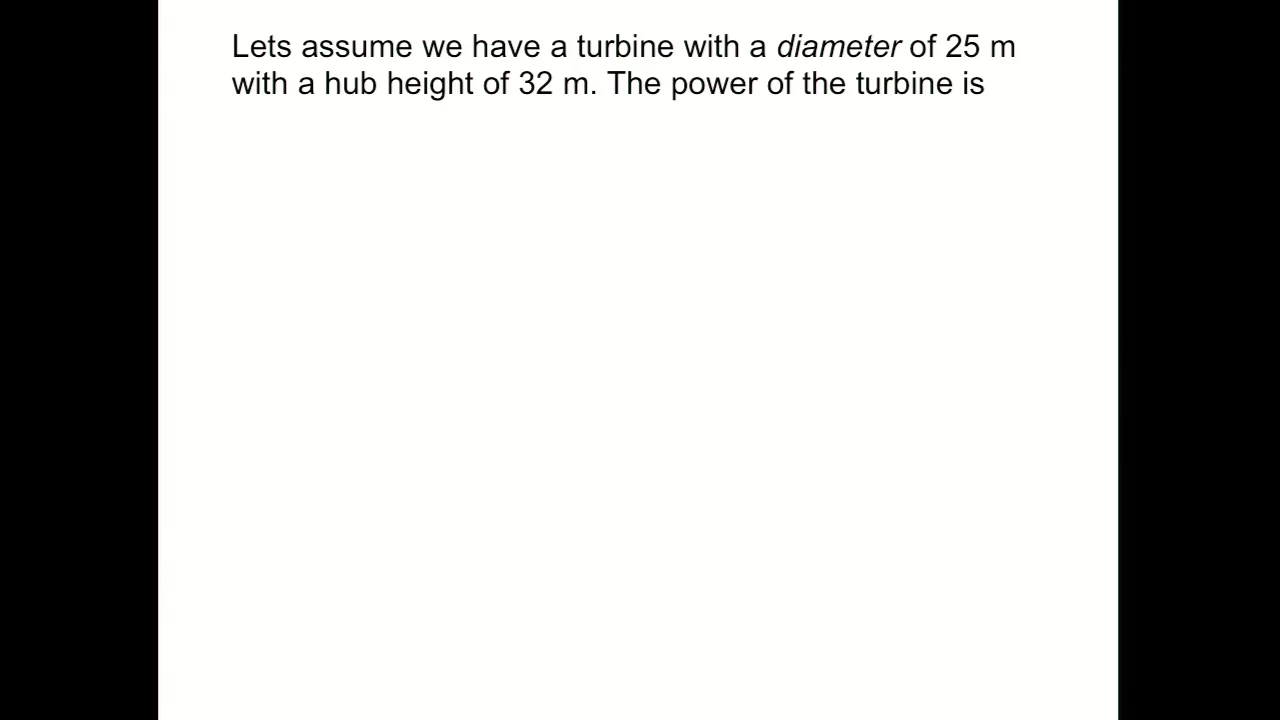 Lets assume we have a turbine with a diameter of 25 m
with a hub height of 32 m. The power of the turbine is